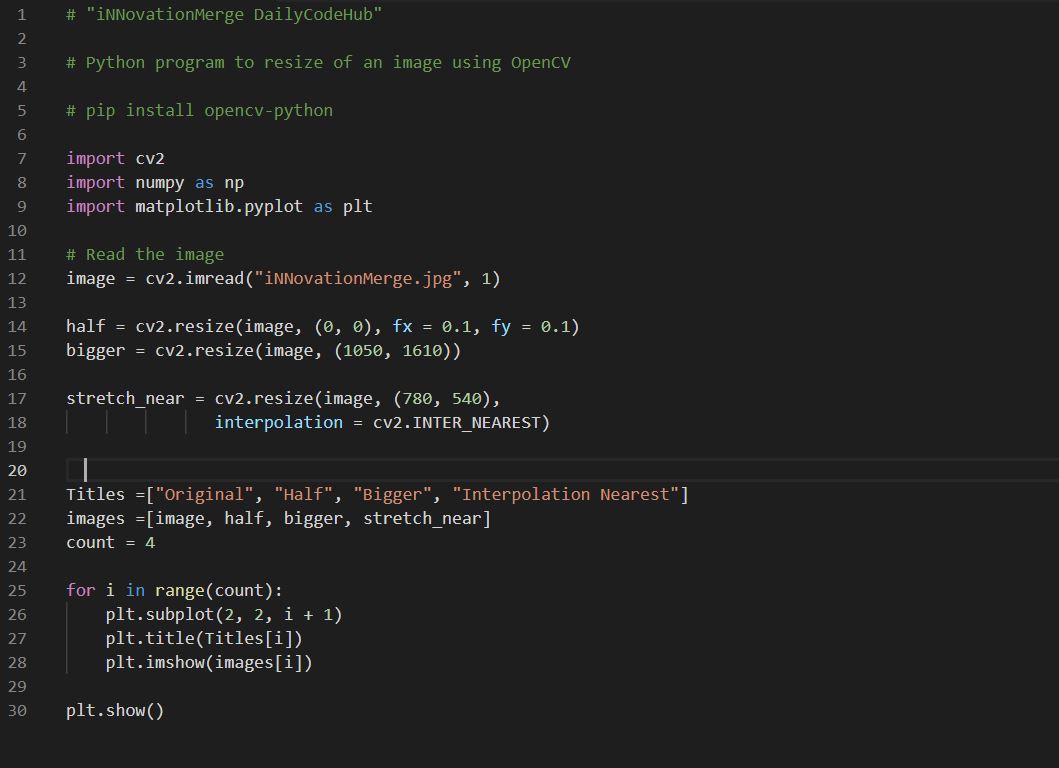 1 # "iNNovationMerge DailyCodeHub"
2
3 # Python program to resize of an image using OpenCV
4
5 # pip install opencv-python
6
7 import cv2
8 import numpy as np
9 import matplotlib.pyplot as plt
10
11 # Read the image
12 image = cv2.imread("iNNovationMerge.jpg", 1)
13
14 half = cv2.resize(image, (0, 0), fx = 0.1, fy = 0.1)
15 bigger = cv2.resize(image, (1050, 1610))
16
17 stretch_near = cv2.resize(image, (780, 540),
18                interpolation = cv2.INTER_NEAREST)
19
20
21 Titles =["Original", "Half", "Bigger", "Interpolation Nearest"]
22 images =[image, half, bigger, stretch_near]
23 count = 4
24
25 for i in range(count):
26     plt.subplot(2, 2, i + 1)
27     plt.title(Titles[i])
28     plt.imshow(images[i])
29
30 plt.show()